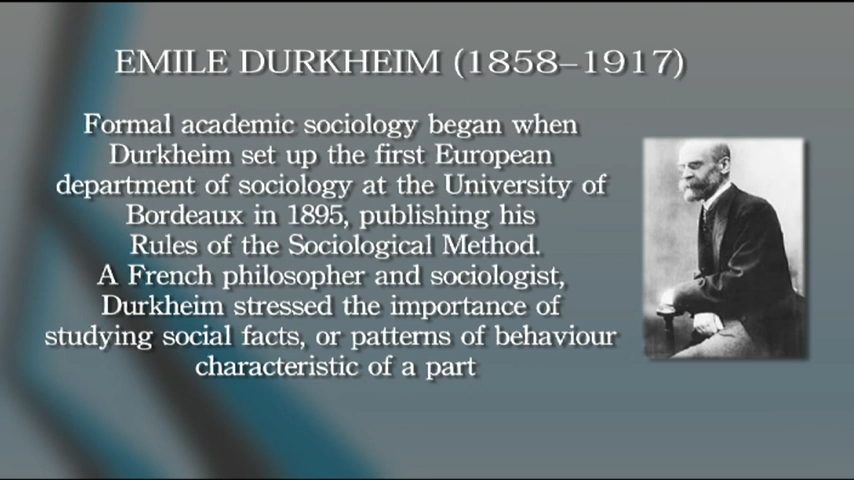 EMILE DURKHEIM (1858–1917)
Formal academic sociology began when
Durkheim set up the first European
department of sociology at the University of
Bordeaux in 1895, publishing his
Rules of the Sociological Method.
A French philosopher and sociologist,
Durkheim stressed the importance of
studying social facts, or patterns of behaviour
characteristic of a part